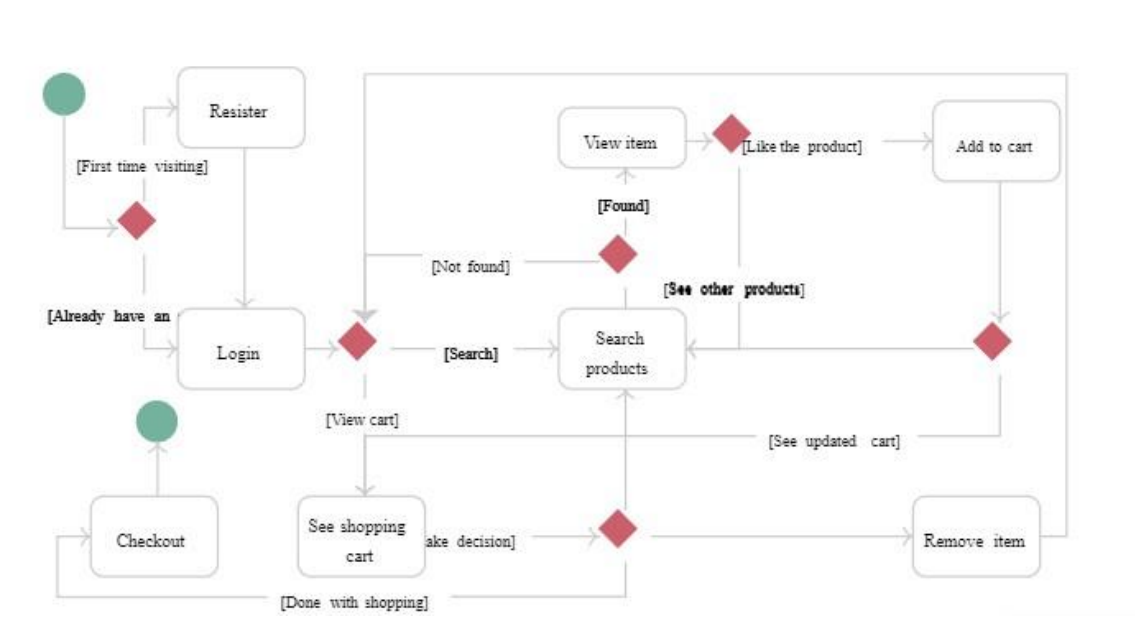 Resister
View item
[Like the product]
Add to cart
[First time visiting]
[Found]
[Not found]
[See other products]
[Already have an
Login
[Search]
Search
products
[View cart]
[See updated cart]
Checkout
See shopping
cart
ake decision]
Remove item
[Done with shopping]